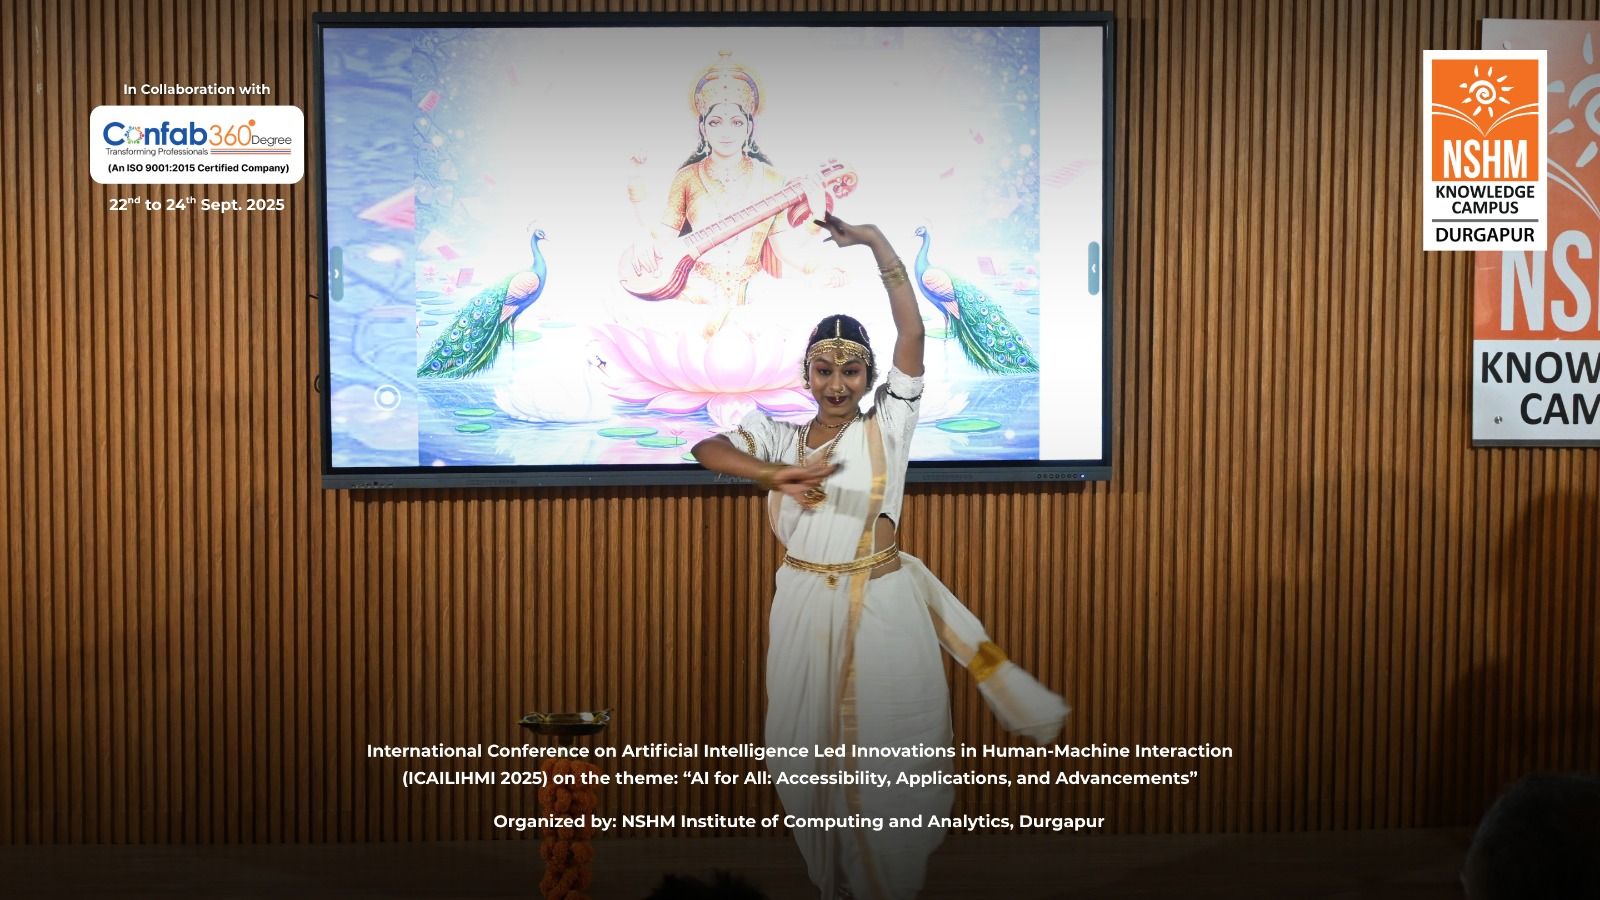 In Collaboration with
Confab360°Degree
Transforming Professionals
(An ISO 9001:2015 Certified Company)
22nd to 24th Sept. 2025
NSHM
KNOWLEDGE
CAMPUS
DURGAPUR
NS
KNOW
CAM
International Conference on Artificial Intelligence Led Innovations in Human-Machine Interaction
(ICAILIHMI 2025) on the theme: “AI for All: Accessibility, Applications, and Advancements”
Organized by: NSHM Institute of Computing and Analytics, Durgapur